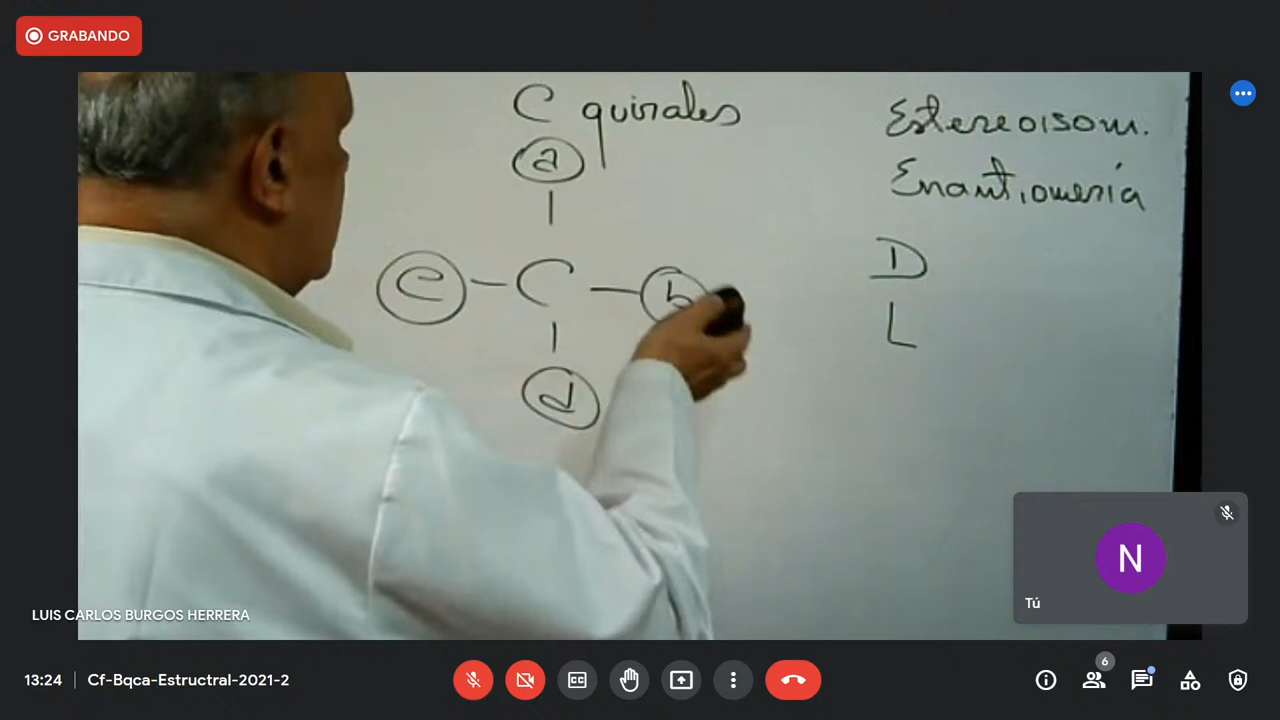 GRABANDO
C quirales
Estereoisom.
a
Enantiomería
D
C - C - b
L
d
N
Tú
LUIS CARLOS BURGOS HERRERA
13:24 | Cf-Bqca-Estructral-2021-2
6